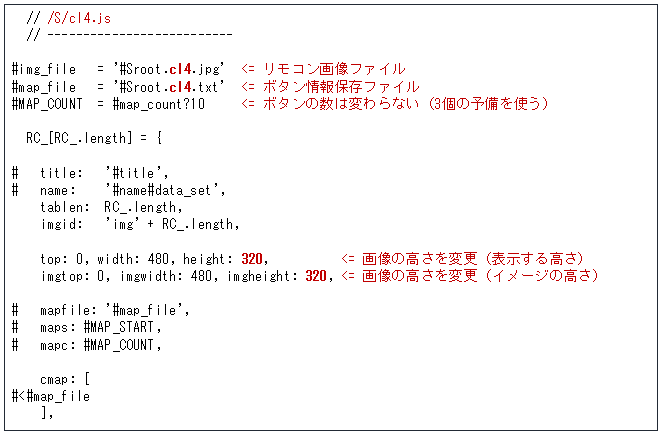 // /S/cl4.js
// --------------------------
#img_file   = '#Sroot.cl4.jpg'  <= リモコン画像ファイル
#map_file   = '#Sroot.cl4.txt'  <= ボタン情報保存ファイル
#MAP_COUNT  = #map_count?10     <= ボタンの数は変わらない（3個の予備を使う）
RC_[RC_.length] = {
#   title:   '#title',
#   name:    '#name#data_set',
tablen:  RC_.length,
imgid:   'img' + RC_.length,
top: 0, width: 480, height: 320,          <= 画像の高さを変更（表示する高さ）
imgtop: 0, imgwidth: 480, imgheight: 320, <= 画像の高さを変更（イメージの高さ）
#   mapfile: '#map_file',
#   maps: #MAP_START,
#   mapc: #MAP_COUNT,
cmap: [
#<#map_file
],